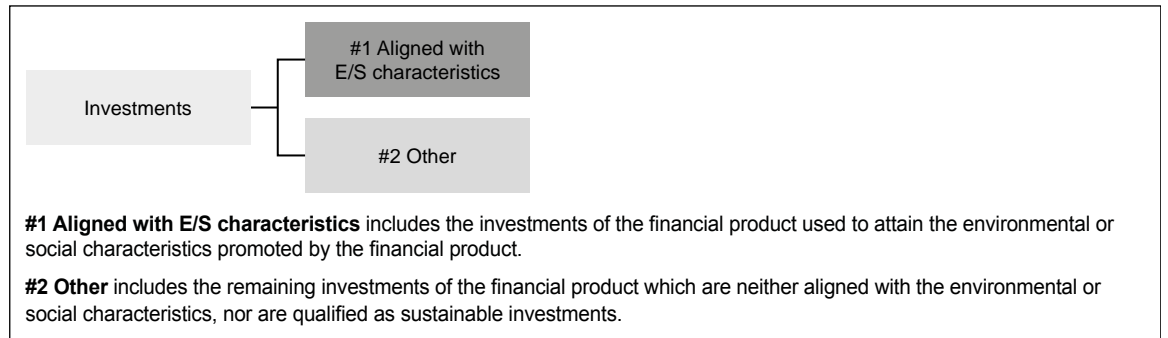 #1 Aligned with
E/S characteristics
Investments
#2 Other
#1 Aligned with E/S characteristics includes the investments of the financial product used to attain the environmental or
social characteristics promoted by the financial product.
#2 Other includes the remaining investments of the financial product which are neither aligned with the environmental or
social characteristics, nor are qualified as sustainable investments.